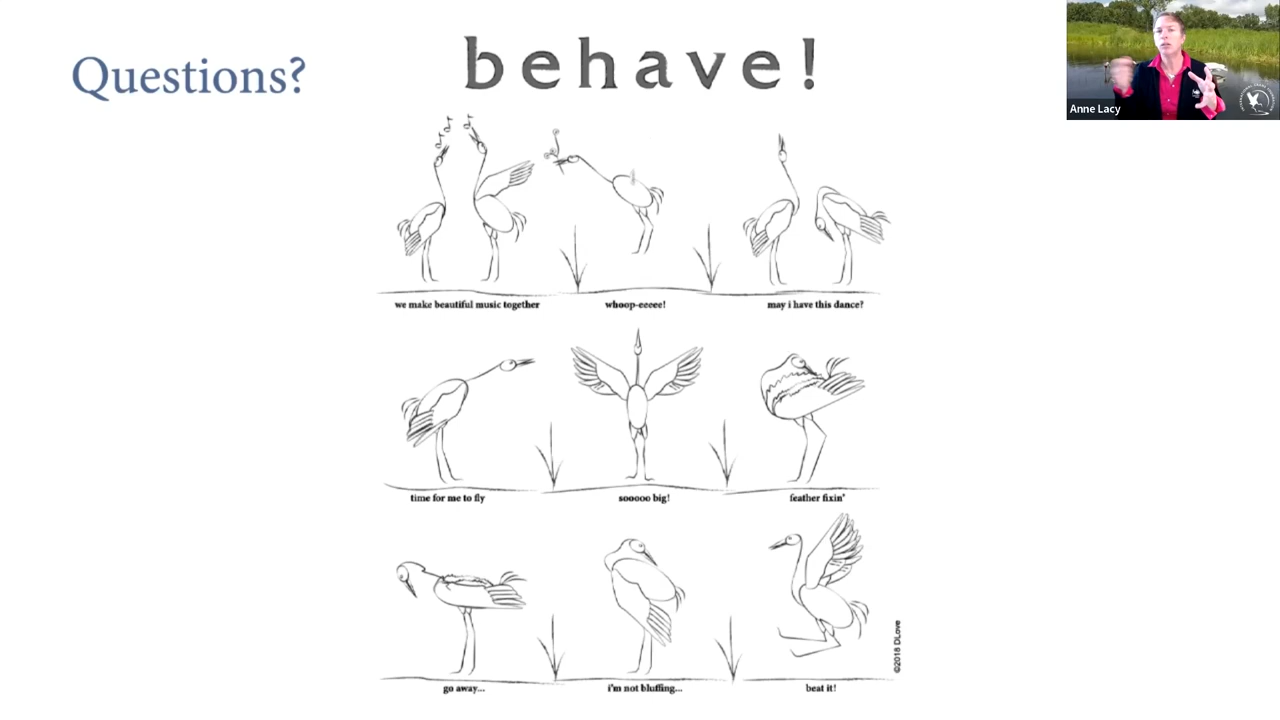 Questions?
behave!
Anne Lacy
we make beautiful music together
whoop-eeeee!
may i have this dance?
time for me to fly
sooooo big!
feather fixin'
go away...
i'm not bluffing...
beat it!
©2018 DLove